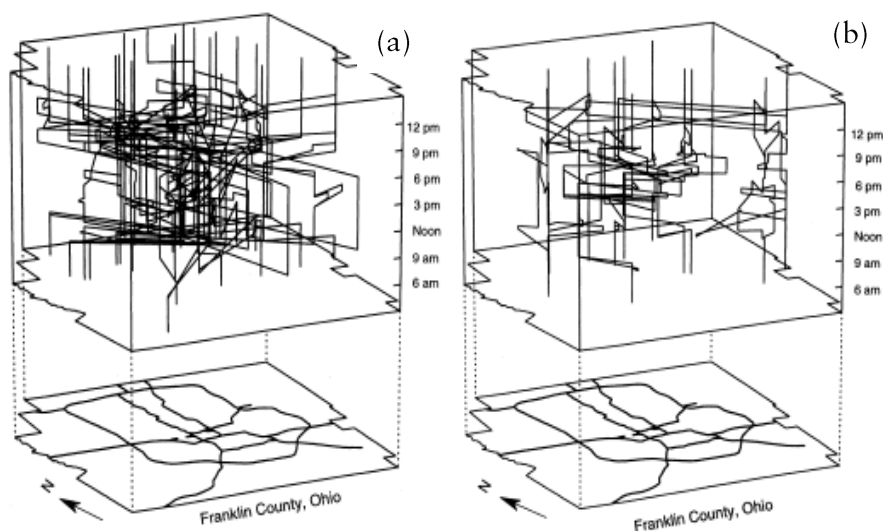 (a)
12 pm
9 pm
6 pm
3 pm
Noon
9 am
6 am
N
Franklin County, Ohio
(b)
12 pm
9 pm
6 pm
3 pm
Noon
9 am
6 am
N
Franklin County, Ohio